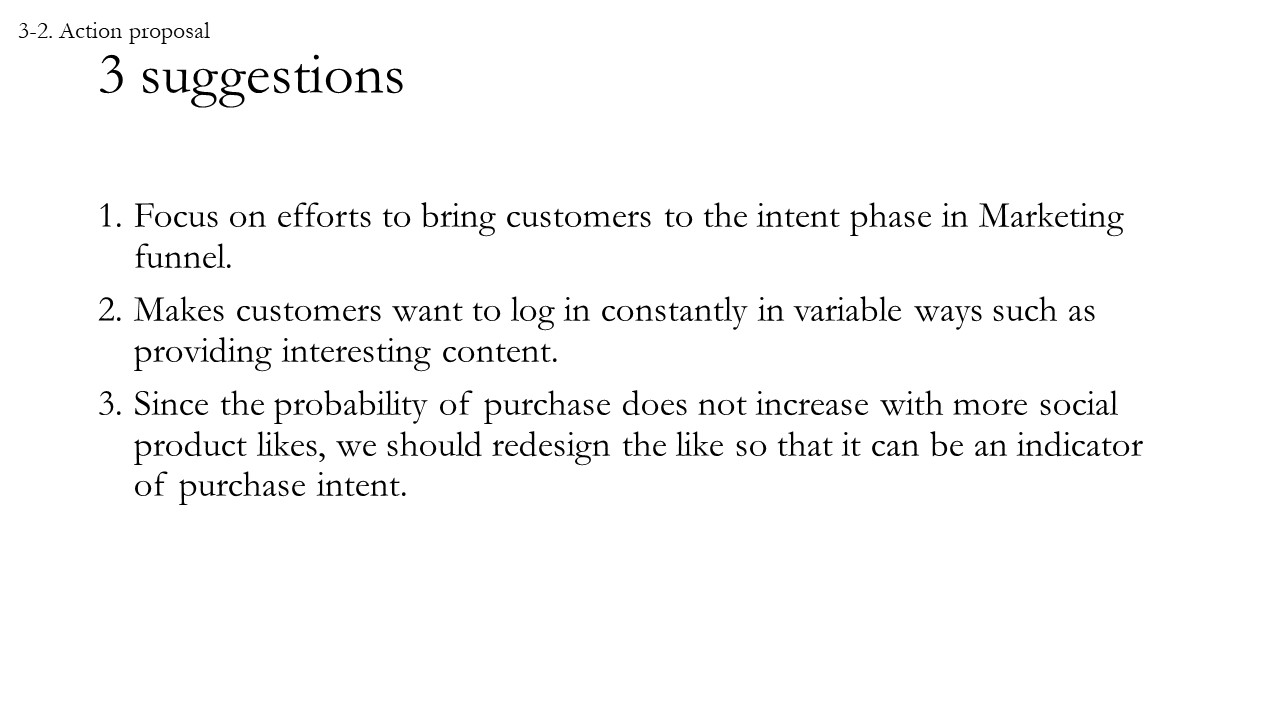 3-2. Action proposal
3 suggestions
1. Focus on efforts to bring customers to the intent phase in Marketing
funnel.
2. Makes customers want to log in constantly in variable ways such as
providing interesting content.
3. Since the probability of purchase does not increase with more social
product likes, we should redesign the like so that it can be an indicator
of purchase intent.